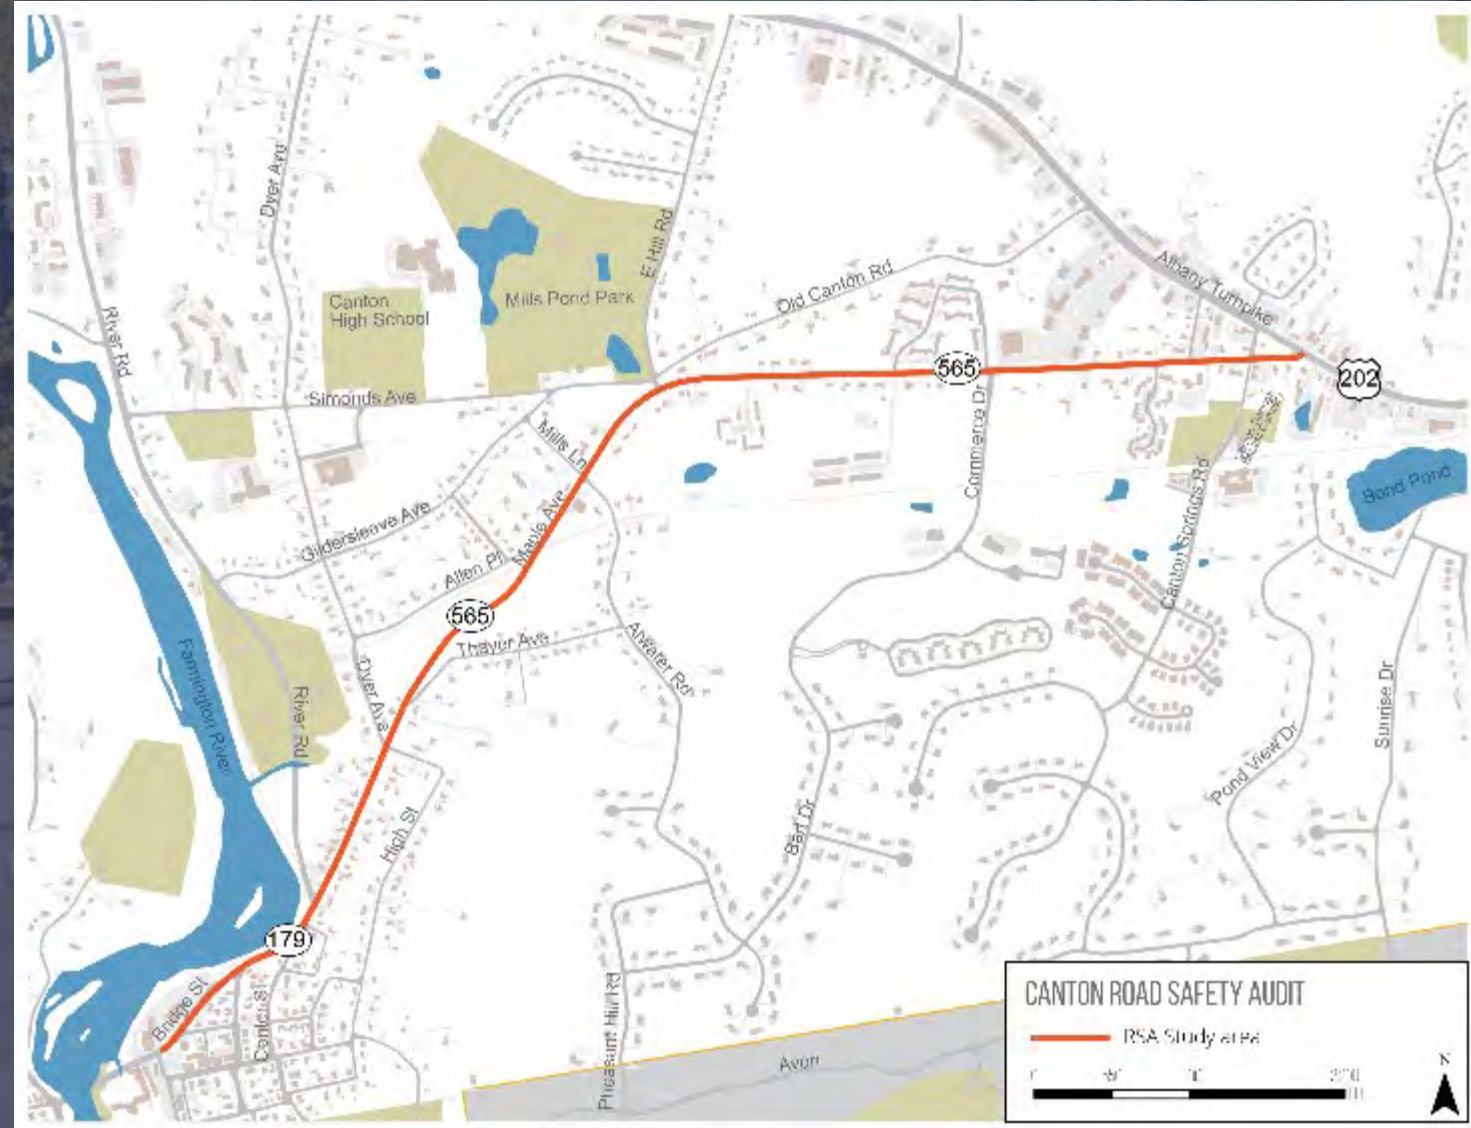 Dyer Ave
E Hill Rd
Albany Turnpike
Old Canton Rd
Canton
High School
Mills Pond Park
River Rd
565
202
Simonds Ave
Mills Ln
Commerce Dr
Bond Pond
Gildersleeve Ave
Maple Ave
Allen Pl
Canton Springs Rd
565
Thayer Ave
Atwater Rd
Farmington River
River Rd
Dyer Ave
Sunrise Dr
Pond View Dr
High St
Barl Dr
179
Bridge St
Canton St
Pheasant Hill Rd
Avon
CANTON ROAD SAFETY AUDIT
RSA Study area
N